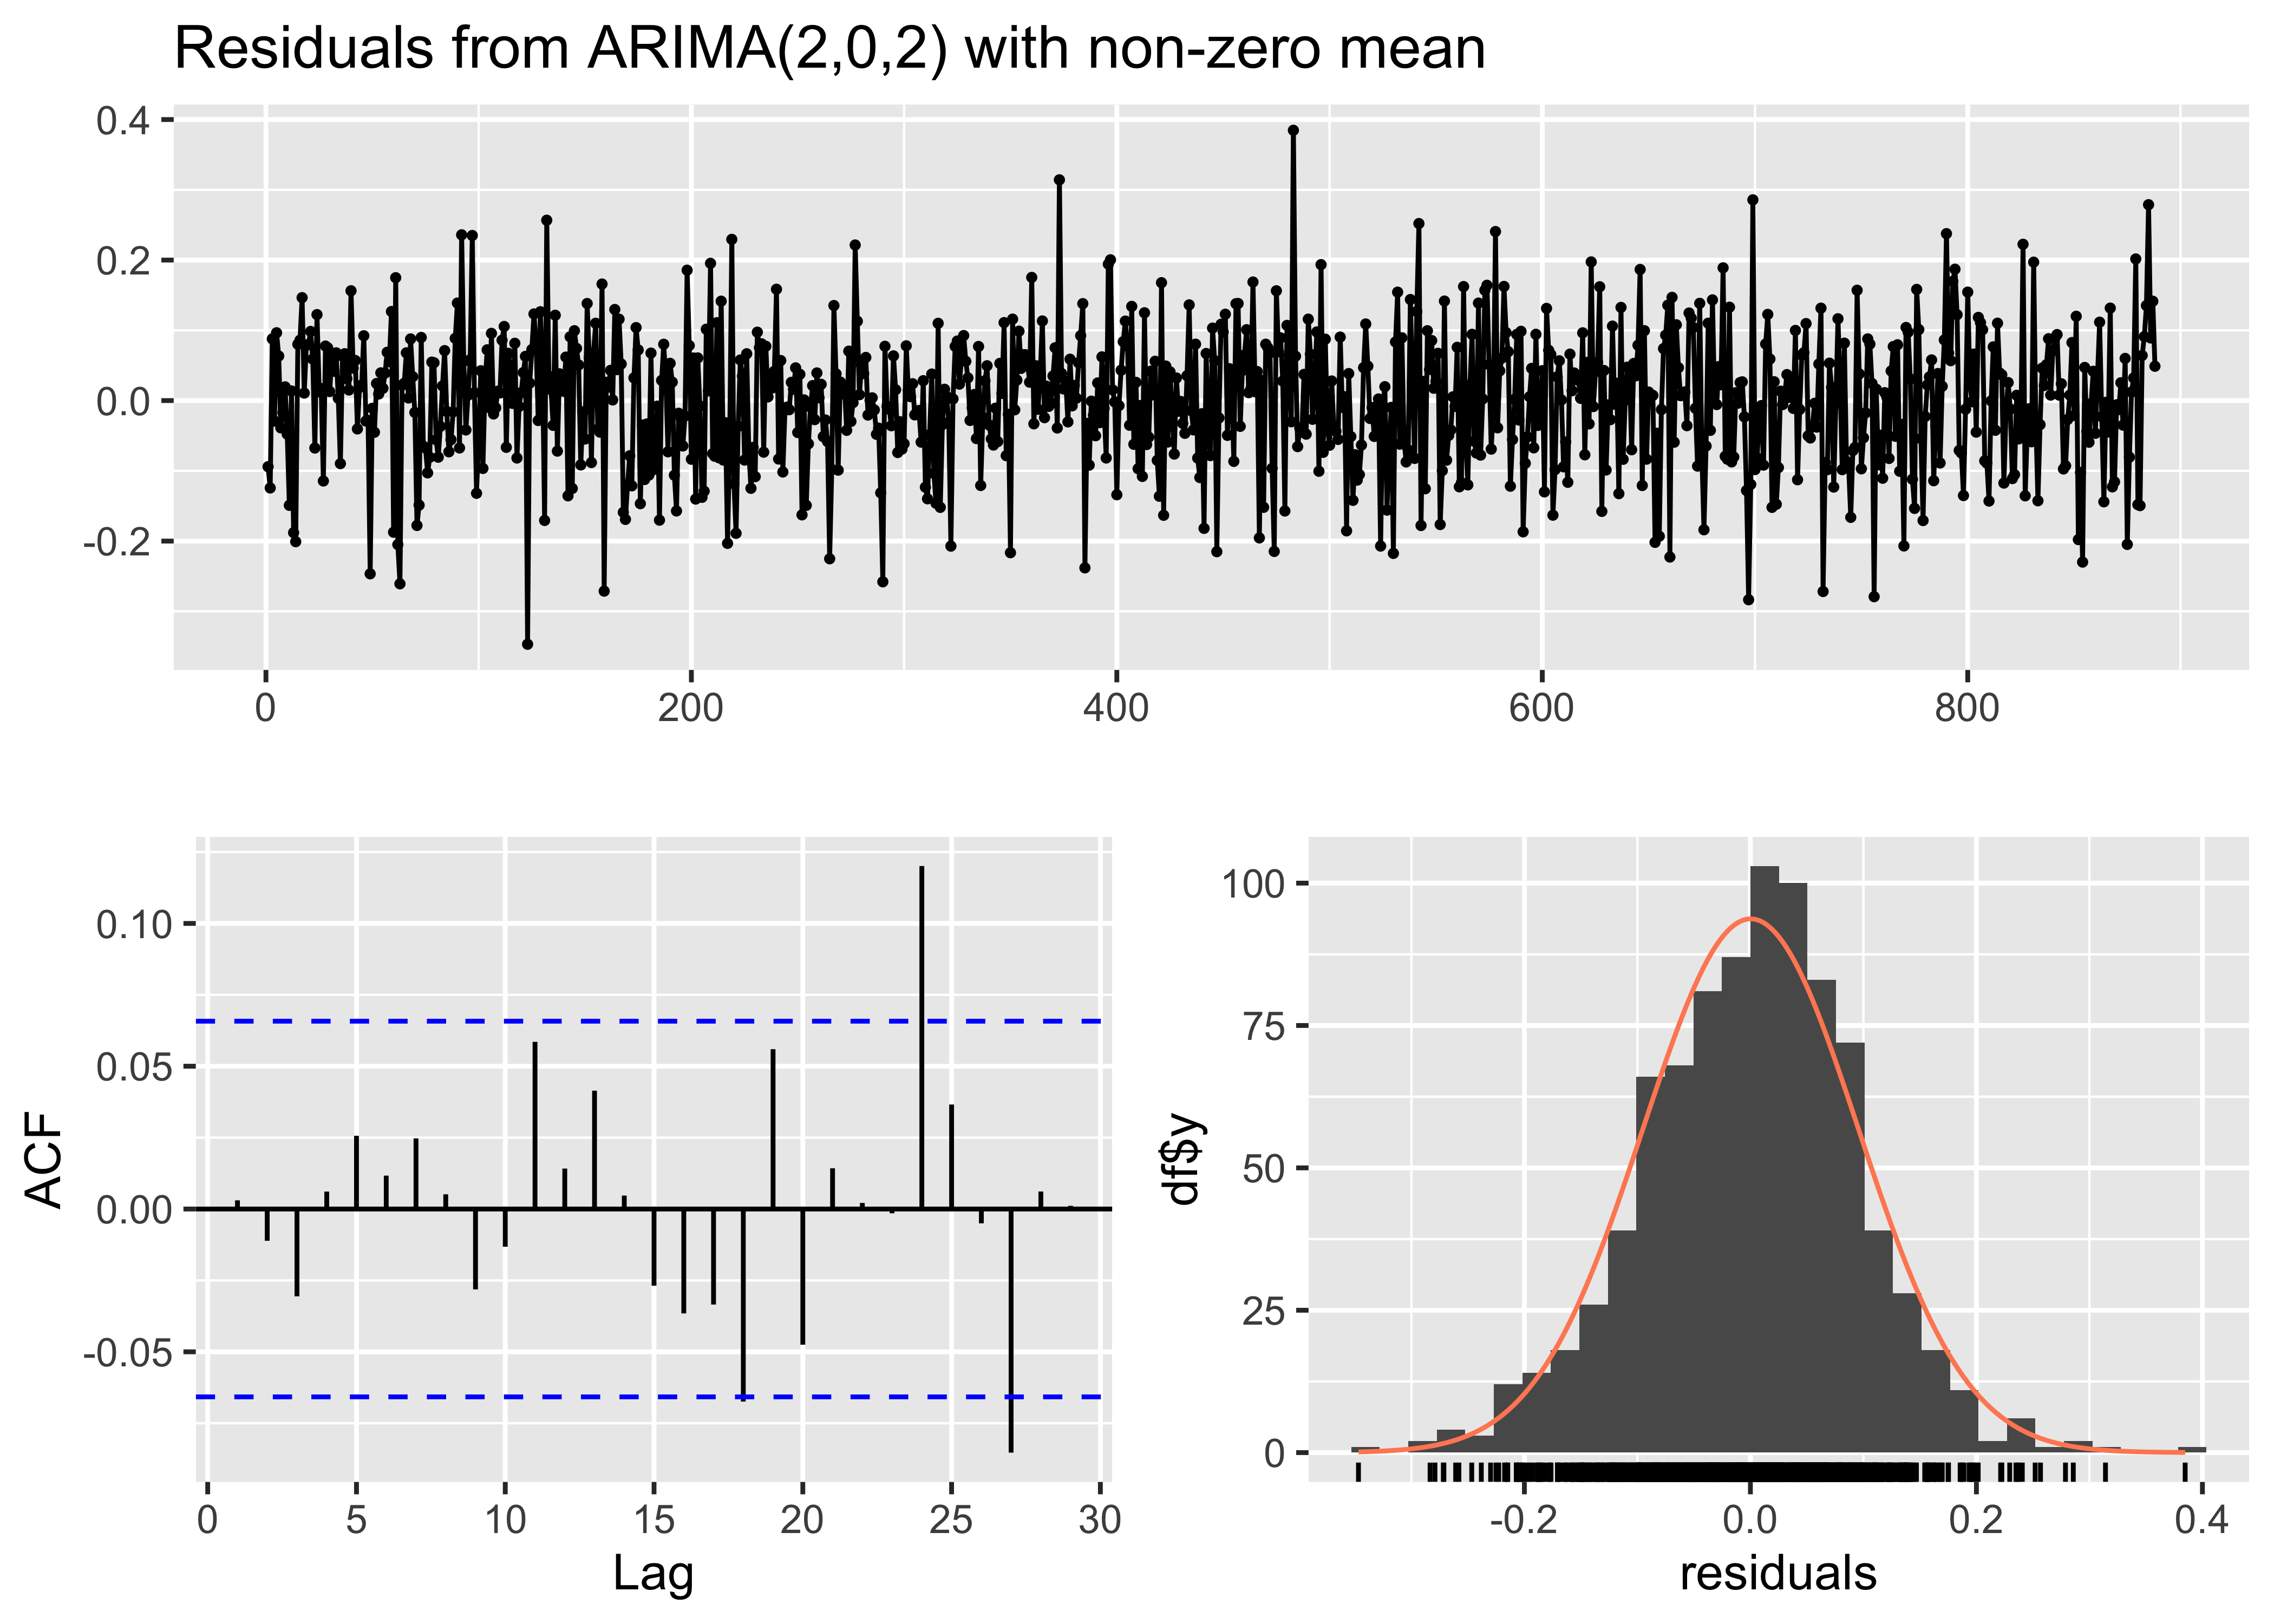 Residuals from ARIMA(2,0,2) with non-zero mean
0.4
0.2
0.0
-0.2
0 200 400 600 800
ACF
0.10
0.05
0.00
-0.05
0 5 10 15 20 25 30
Lag
df$y
100
75
50
25
0
-0.2 0.0 0.2 0.4
residuals